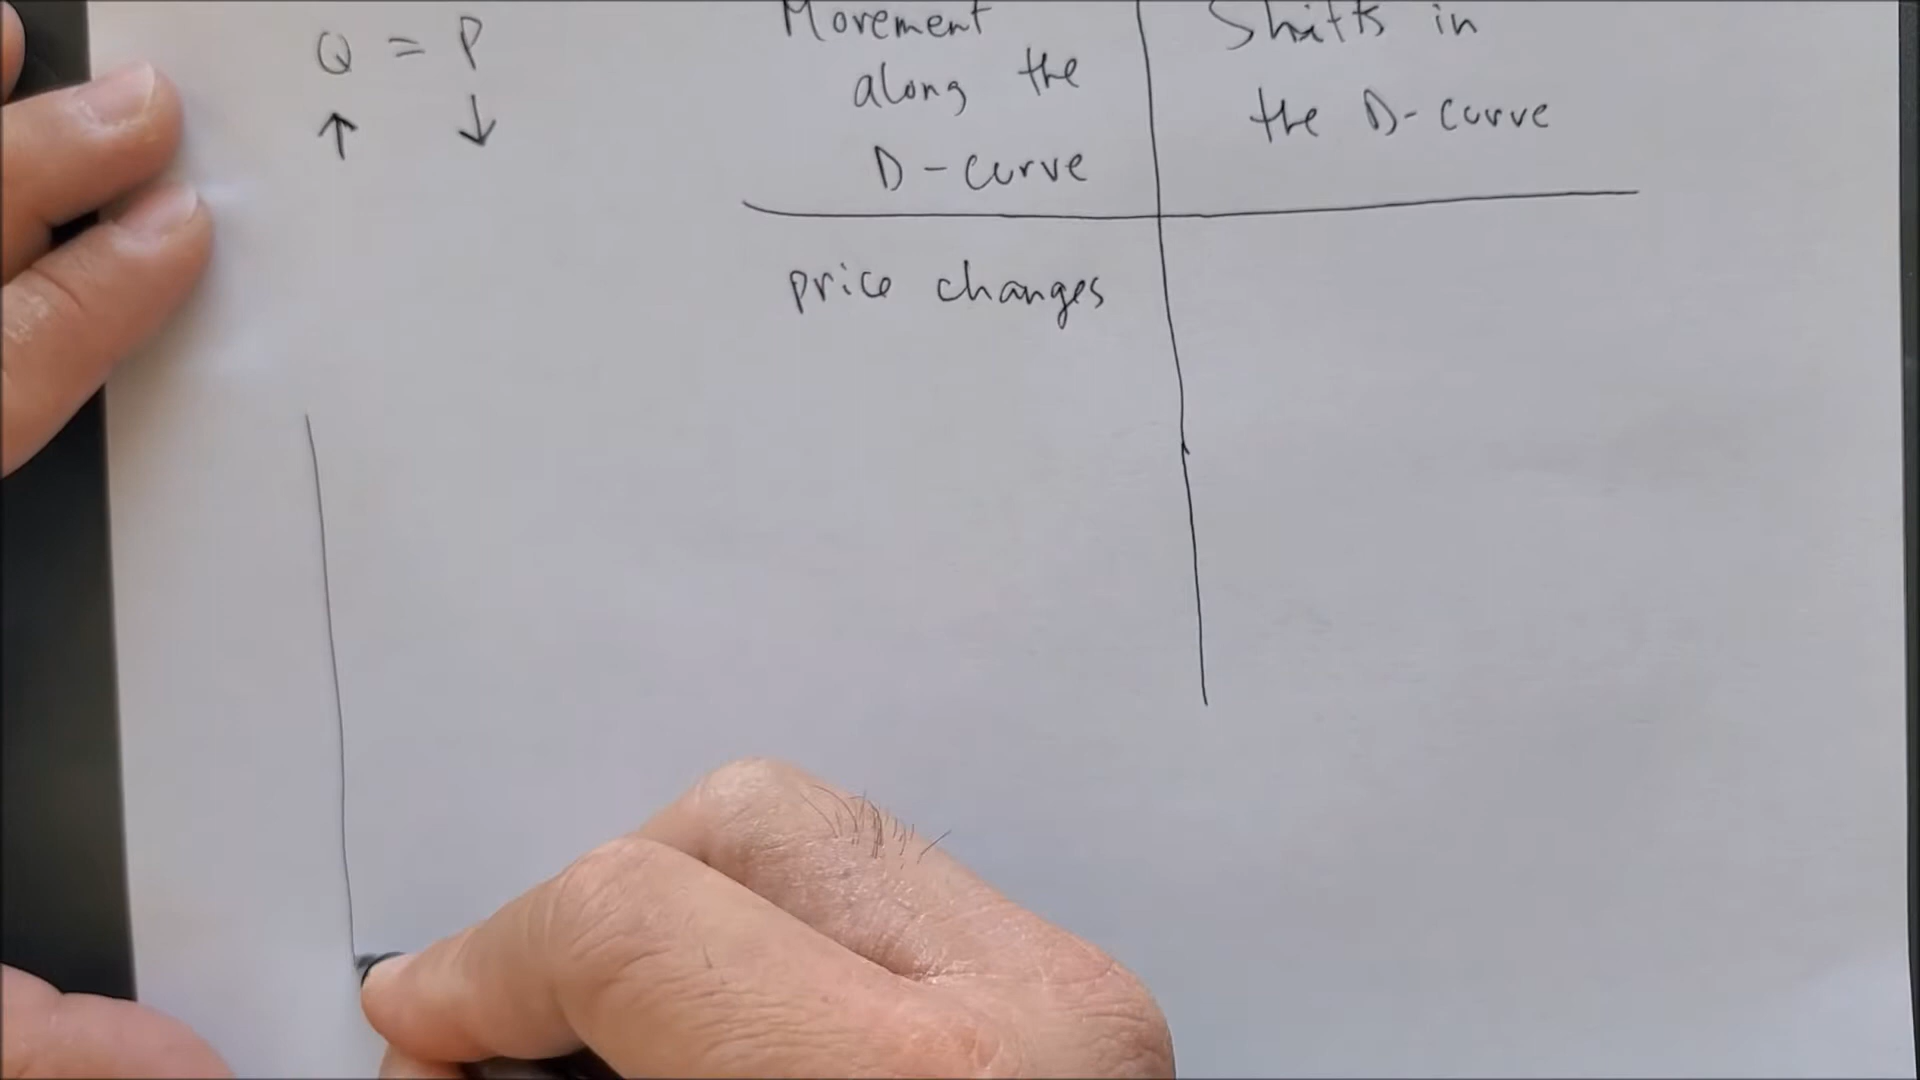 Q = P
↑ ↓
Movement
along the
D - curve
Shifts in
the D - curve
price changes